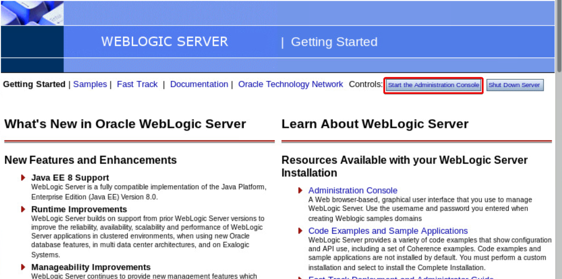 WEBLOGIC SERVER | Getting Started
Getting Started | Samples | Fast Track | Documentation | Oracle Technology Network Controls: Start the Administration Console Shut Down Server
What's New in Oracle WebLogic Server
New Features and Enhancements
Java EE 8 Support
WebLogic Server is a fully compatible implementation of the Java Platform,
Enterprise Edition (Java EE) Version 8.0.
Runtime Improvements
WebLogic Server builds on support from prior WebLogic Server versions to
improve the reliability, availability, scalability and performance of WebLogic
Server applications in clustered environments, when using new Oracle
database features, in multi data center architectures, and on Exalogic
Systems.
Manageability Improvements
WebLogic Server continues to provide new management features which
Learn About WebLogic Server
Resources Available with your WebLogic Server
Installation
Administration Console
A Web browser-based, graphical user interface that you use to manage
WebLogic Server. Use the username and password you entered when
creating Weblogic samples domains
Code Examples and Sample Applications
WebLogic Server provides a variety of code examples that show configuration
and API use, including a set of Coherence examples. Code examples and
sample applications are not installed by default. You must perform a custom
installation and select to install the Complete Installation.